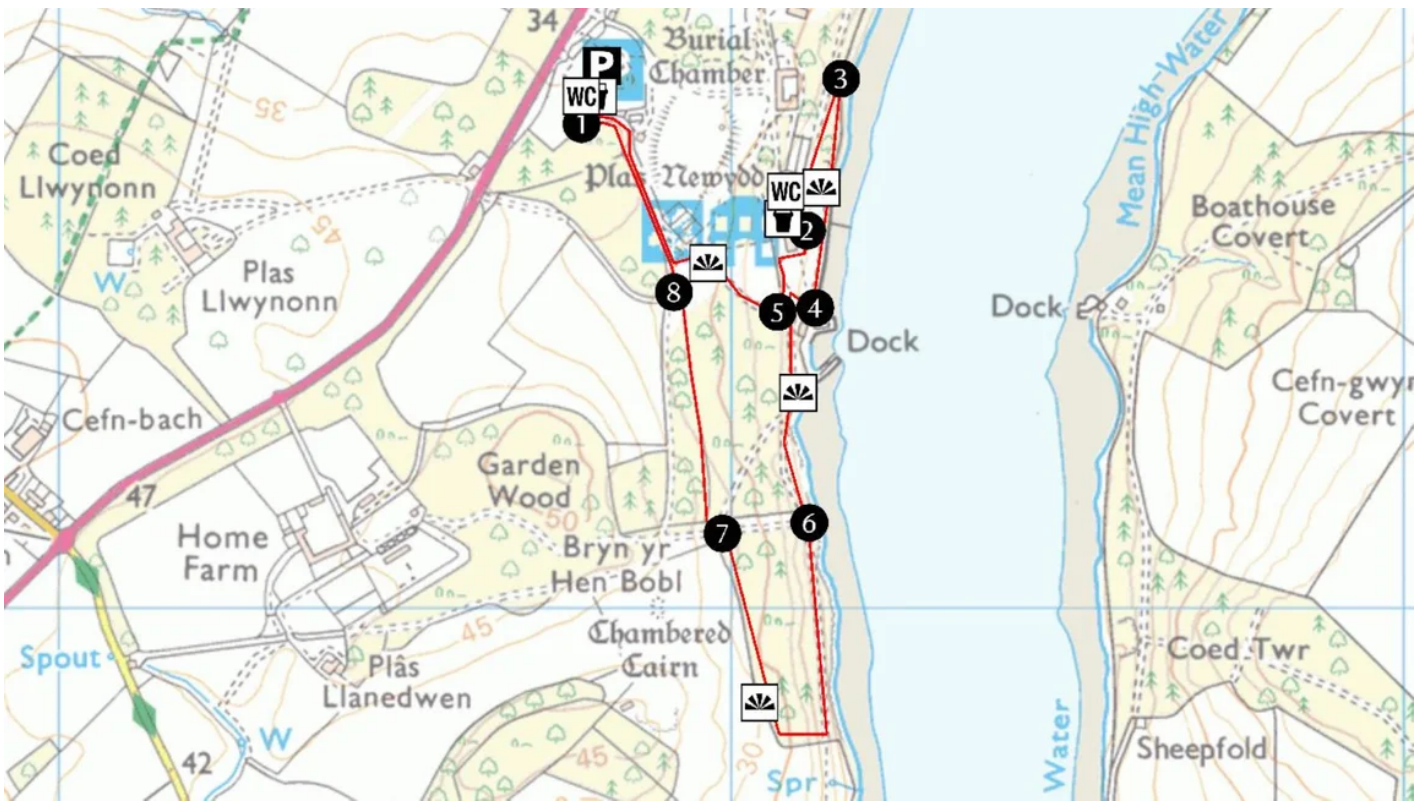 34
Burial
Chamber
P
WC
1
3
35
Coed
Llwynonn
Plas Newydd
WC
2
45
W
Plas
Llwynonn
8
5
4
Dock
Mean High Water
Boathouse
Covert
Dock
Cefn-bach
47
Garden
Wood
50
Cefn-gwyn
Covert
Home
Farm
7
6
Bryn yr
Hen Bobl
Chambered
Cairn
45
Spout
Plâs
Llanedwen
W
42
45
30
Spr
Coed Twr
Water
Sheepfold